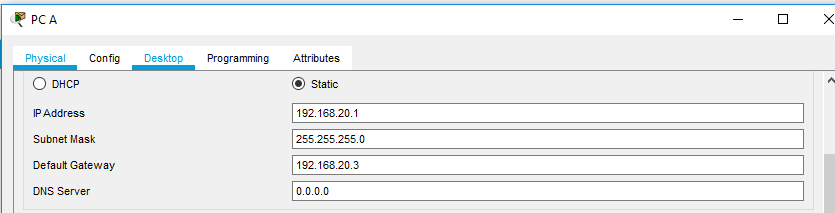 PC A
Physical Config Desktop Programming Attributes
DHCP Static
IP Address 192.168.20.1
Subnet Mask 255.255.255.0
Default Gateway 192.168.20.3
DNS Server 0.0.0.0